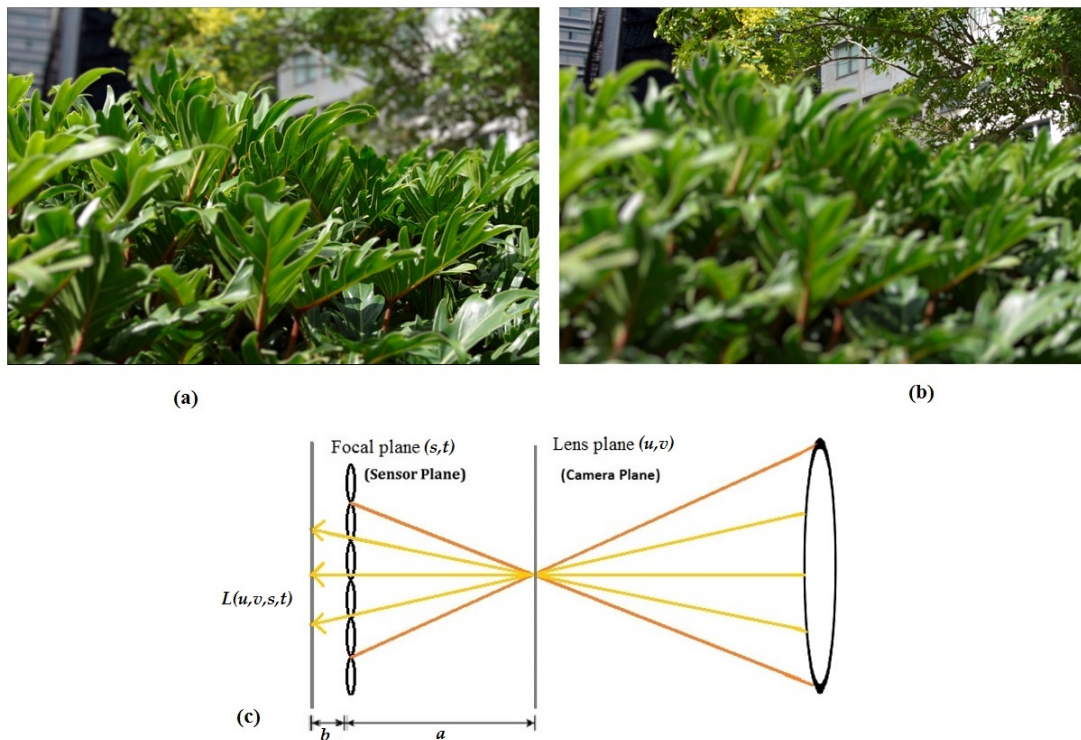 (a)
(b)
Focal plane (s,t)
(Sensor Plane)
Lens plane (u,v)
(Camera Plane)
L(u,v,s,t)
(c)
b
a